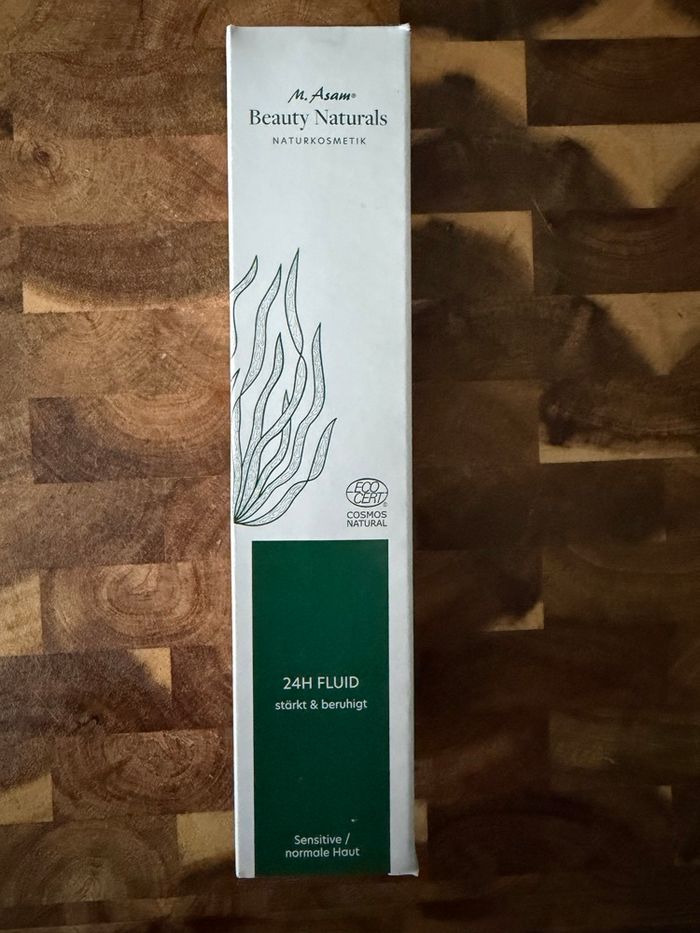 M. Asam®
Beauty Naturals
NATURKOSMETIK
ECO
CERT®
COSMOS
NATURAL
24H FLUID
stärkt & beruhigt
Sensitive /
normale Haut